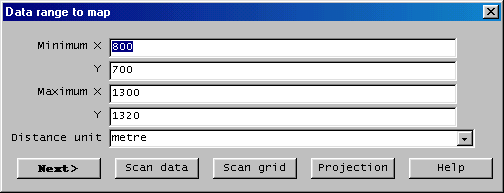 Data range to map
Minimum X 800
Y 700
Maximum X 1300
Y 1320
Distance unit metre
Next> Scan data Scan grid Projection Help